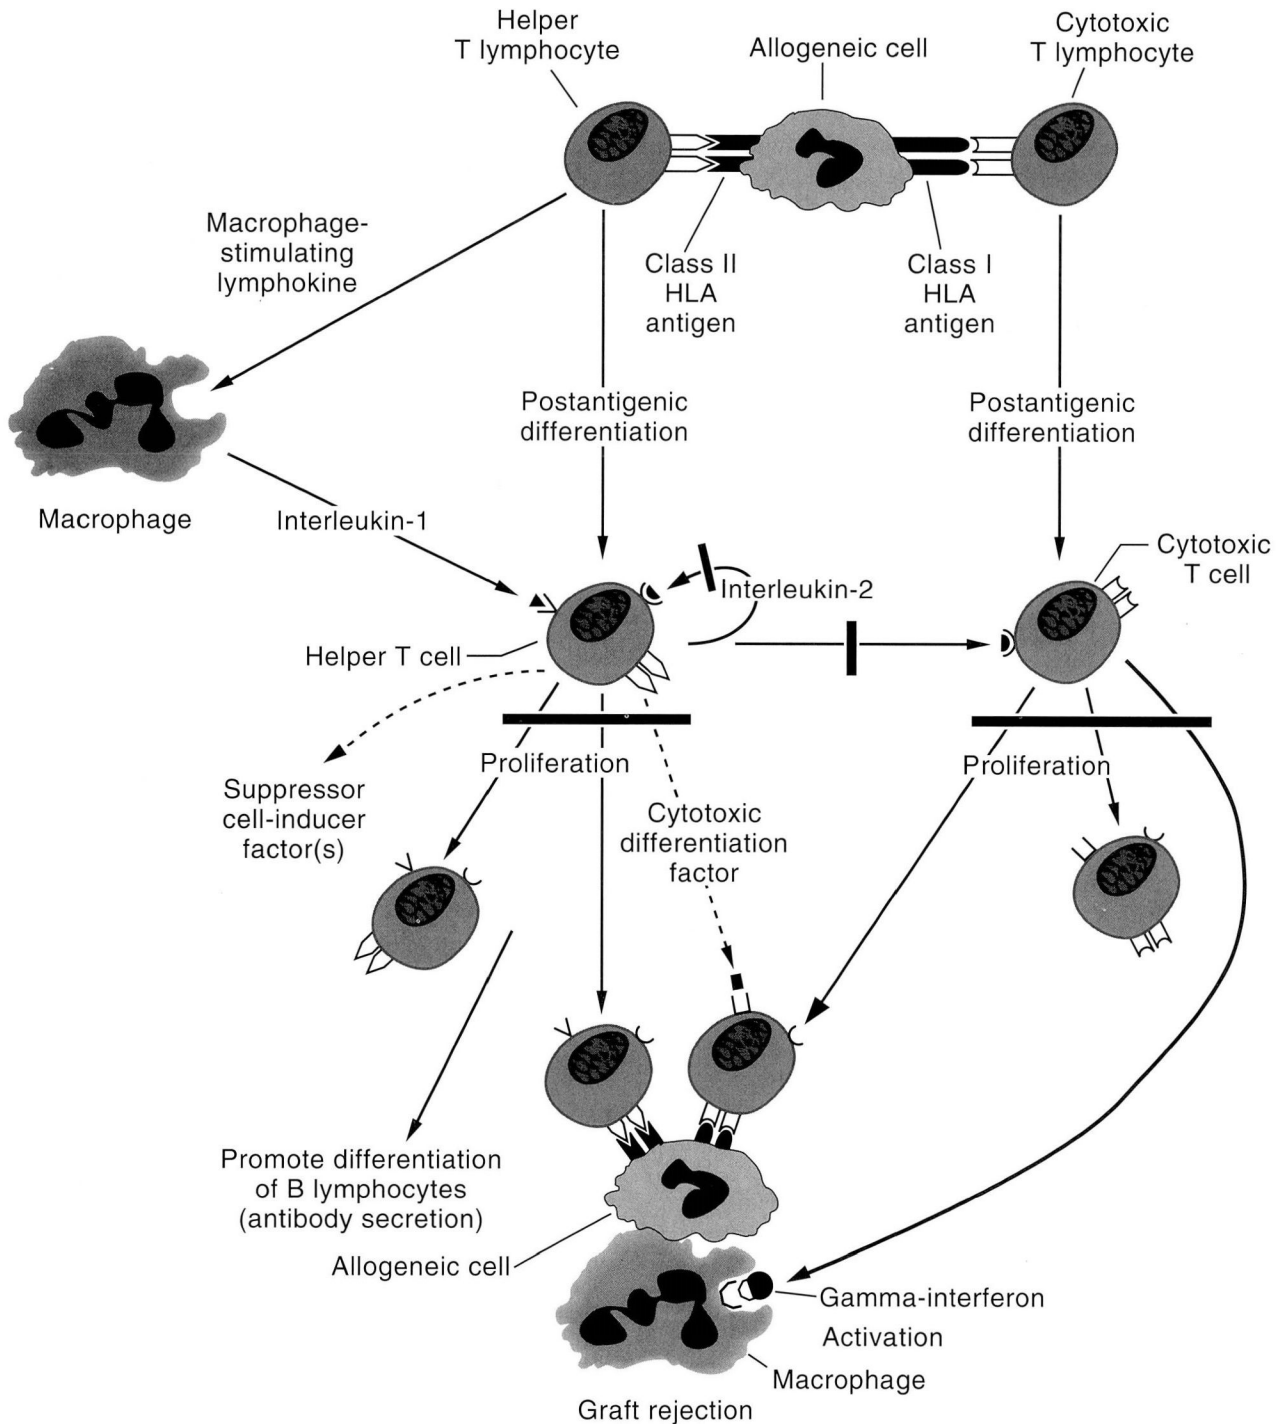 Helper
T lymphocyte
Allogeneic cell
Cytotoxic
T lymphocyte
Macrophage-
stimulating
lymphokine
Class II
HLA
antigen
Class I
HLA
antigen
Postantigenic
differentiation
Postantigenic
differentiation
Macrophage
Interleukin-1
Interleukin-2
Cytotoxic
T cell
Helper T cell
Proliferation
Proliferation
Suppressor
cell-inducer
factor(s)
Cytotoxic
differentiation
factor
Promote differentiation
of B lymphocytes
(antibody secretion)
Allogeneic cell
Gamma-interferon
Activation
Macrophage
Graft rejection